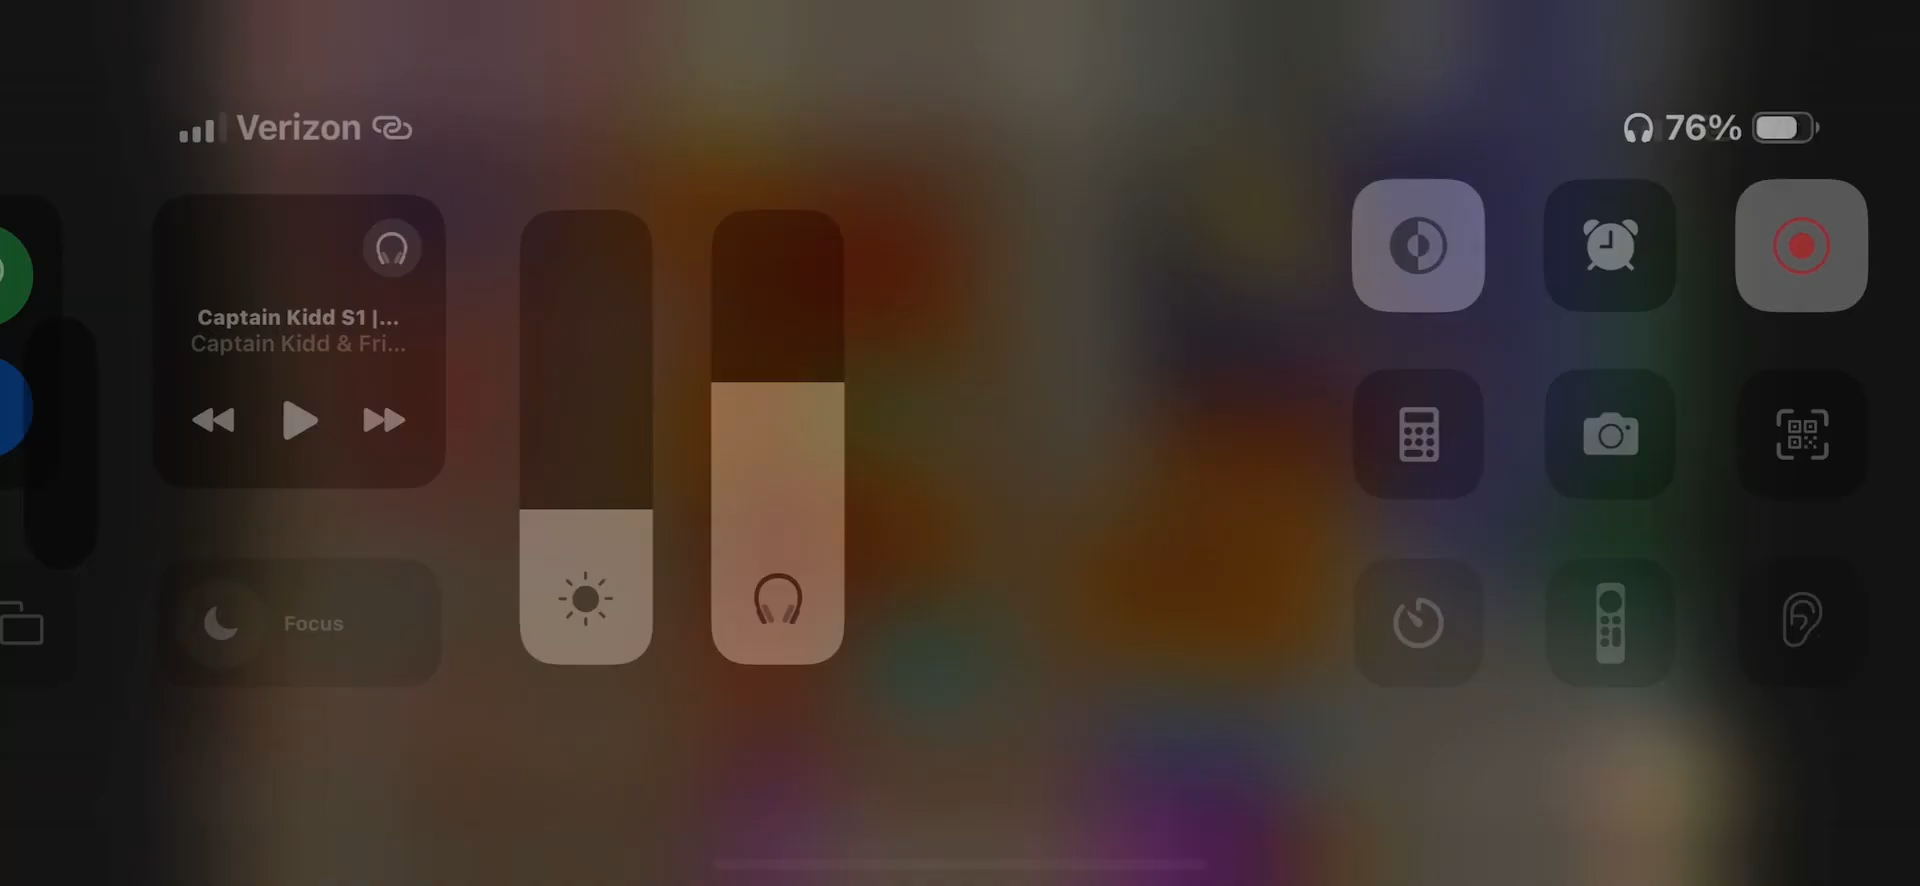 Verizon
76%
Captain Kidd S1 |...
Captain Kidd & Fri...
Focus